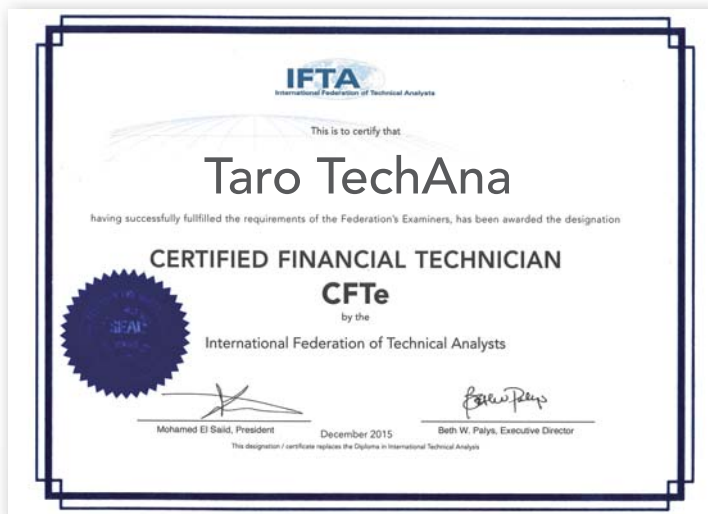 IFTA
International Federation of Technical Analysts
This is to certify that
Taro TechAna
having successfully fullfilled the requirements of the Federation's Examiners, has been awarded the designation
CERTIFIED FINANCIAL TECHNICIAN
CFTe
by the
International Federation of Technical Analysts
SEAL
Mohamed El Saiid, President
December 2015
Beth W. Palys, Executive Director
This designation / certificate replaces the Diploma in International Technical Analysis